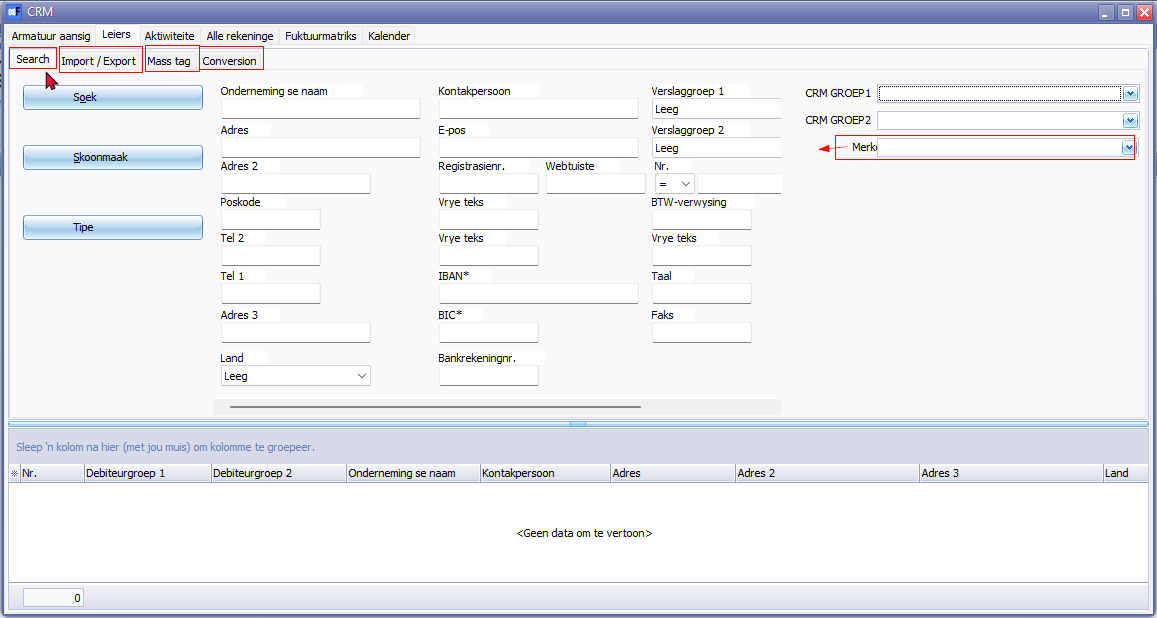 CRM
Armatuur aansig Leiers Aktiwiteite Alle rekeninge Fuktuurmatriks Kalender
Search Import / Export Mass tag Conversion
Soek
Skoonmaak
Tipe
Onderneming se naam Kontakpersoon Verslaggroep 1
Leeg
Adres E-pos Verslaggroep 2
Leeg
Adres 2 Registrasienr. Webtuiste Nr.
=
Poskode Vrye teks BTW-verwysing
Tel 2 Vrye teks Vrye teks
Tel 1 IBAN* Taal
Adres 3 BIC* Faks
Land Bankrekeningnr.
Leeg
CRM GROEP1
CRM GROEP2
Sleep 'n kolom na hier (met jou muis) om kolomme te groepeer.
Nr. Debiteurgroep 1 Debiteurgroep 2 Onderneming se naam Kontakpersoon Adres Adres 2 Adres 3 Land
<Geen data om te vertoon>
0